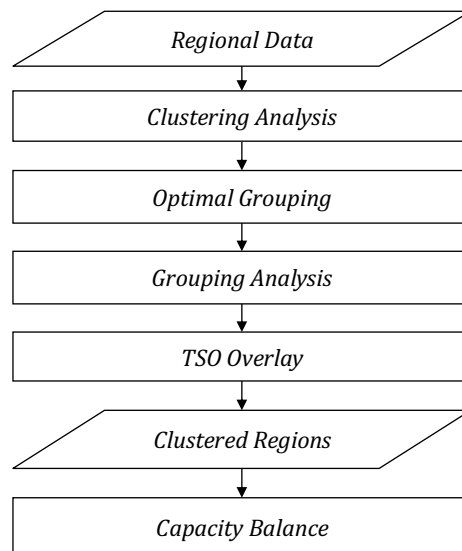 Regional Data
Clustering Analysis
Optimal Grouping
Grouping Analysis
TSO Overlay
Clustered Regions
Capacity Balance